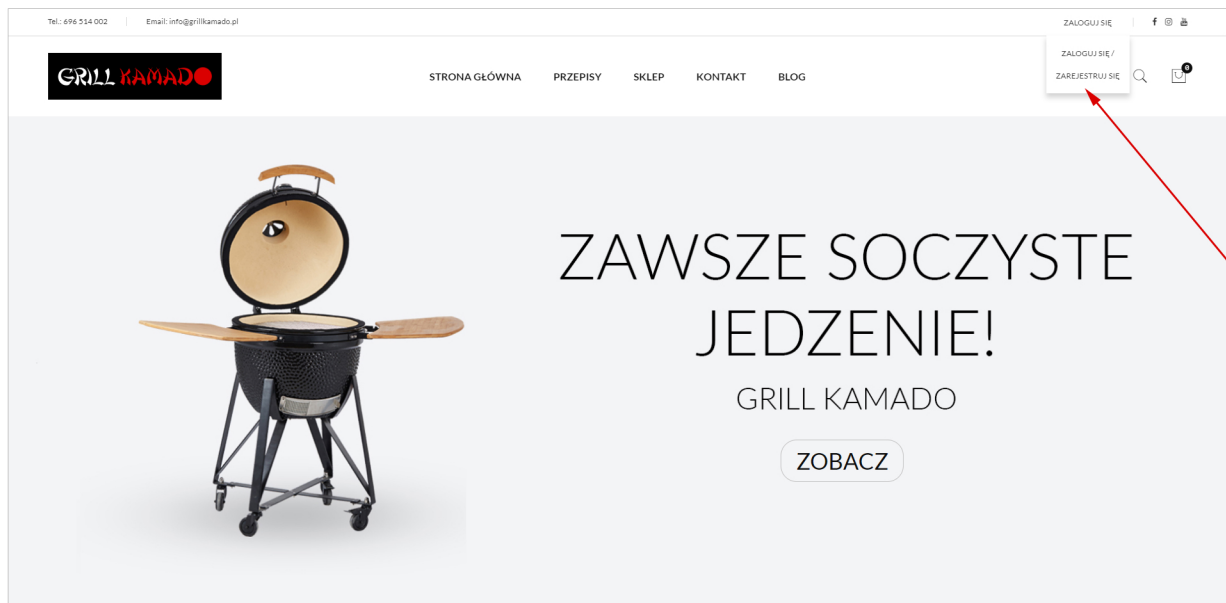 Tel.: 696 514 002
Email: info@grillkamado.pl
ZALOGUJ SIĘ
ZALOGUJ SIĘ /
ZAREJESTRUJ SIĘ
GRILL KAMADO
STRONA GŁÓWNA PRZEPISY SKLEP KONTAKT BLOG
0
ZAWSZE SOCZYSTE
JEDZENIE!
GRILL KAMADO
ZOBACZ